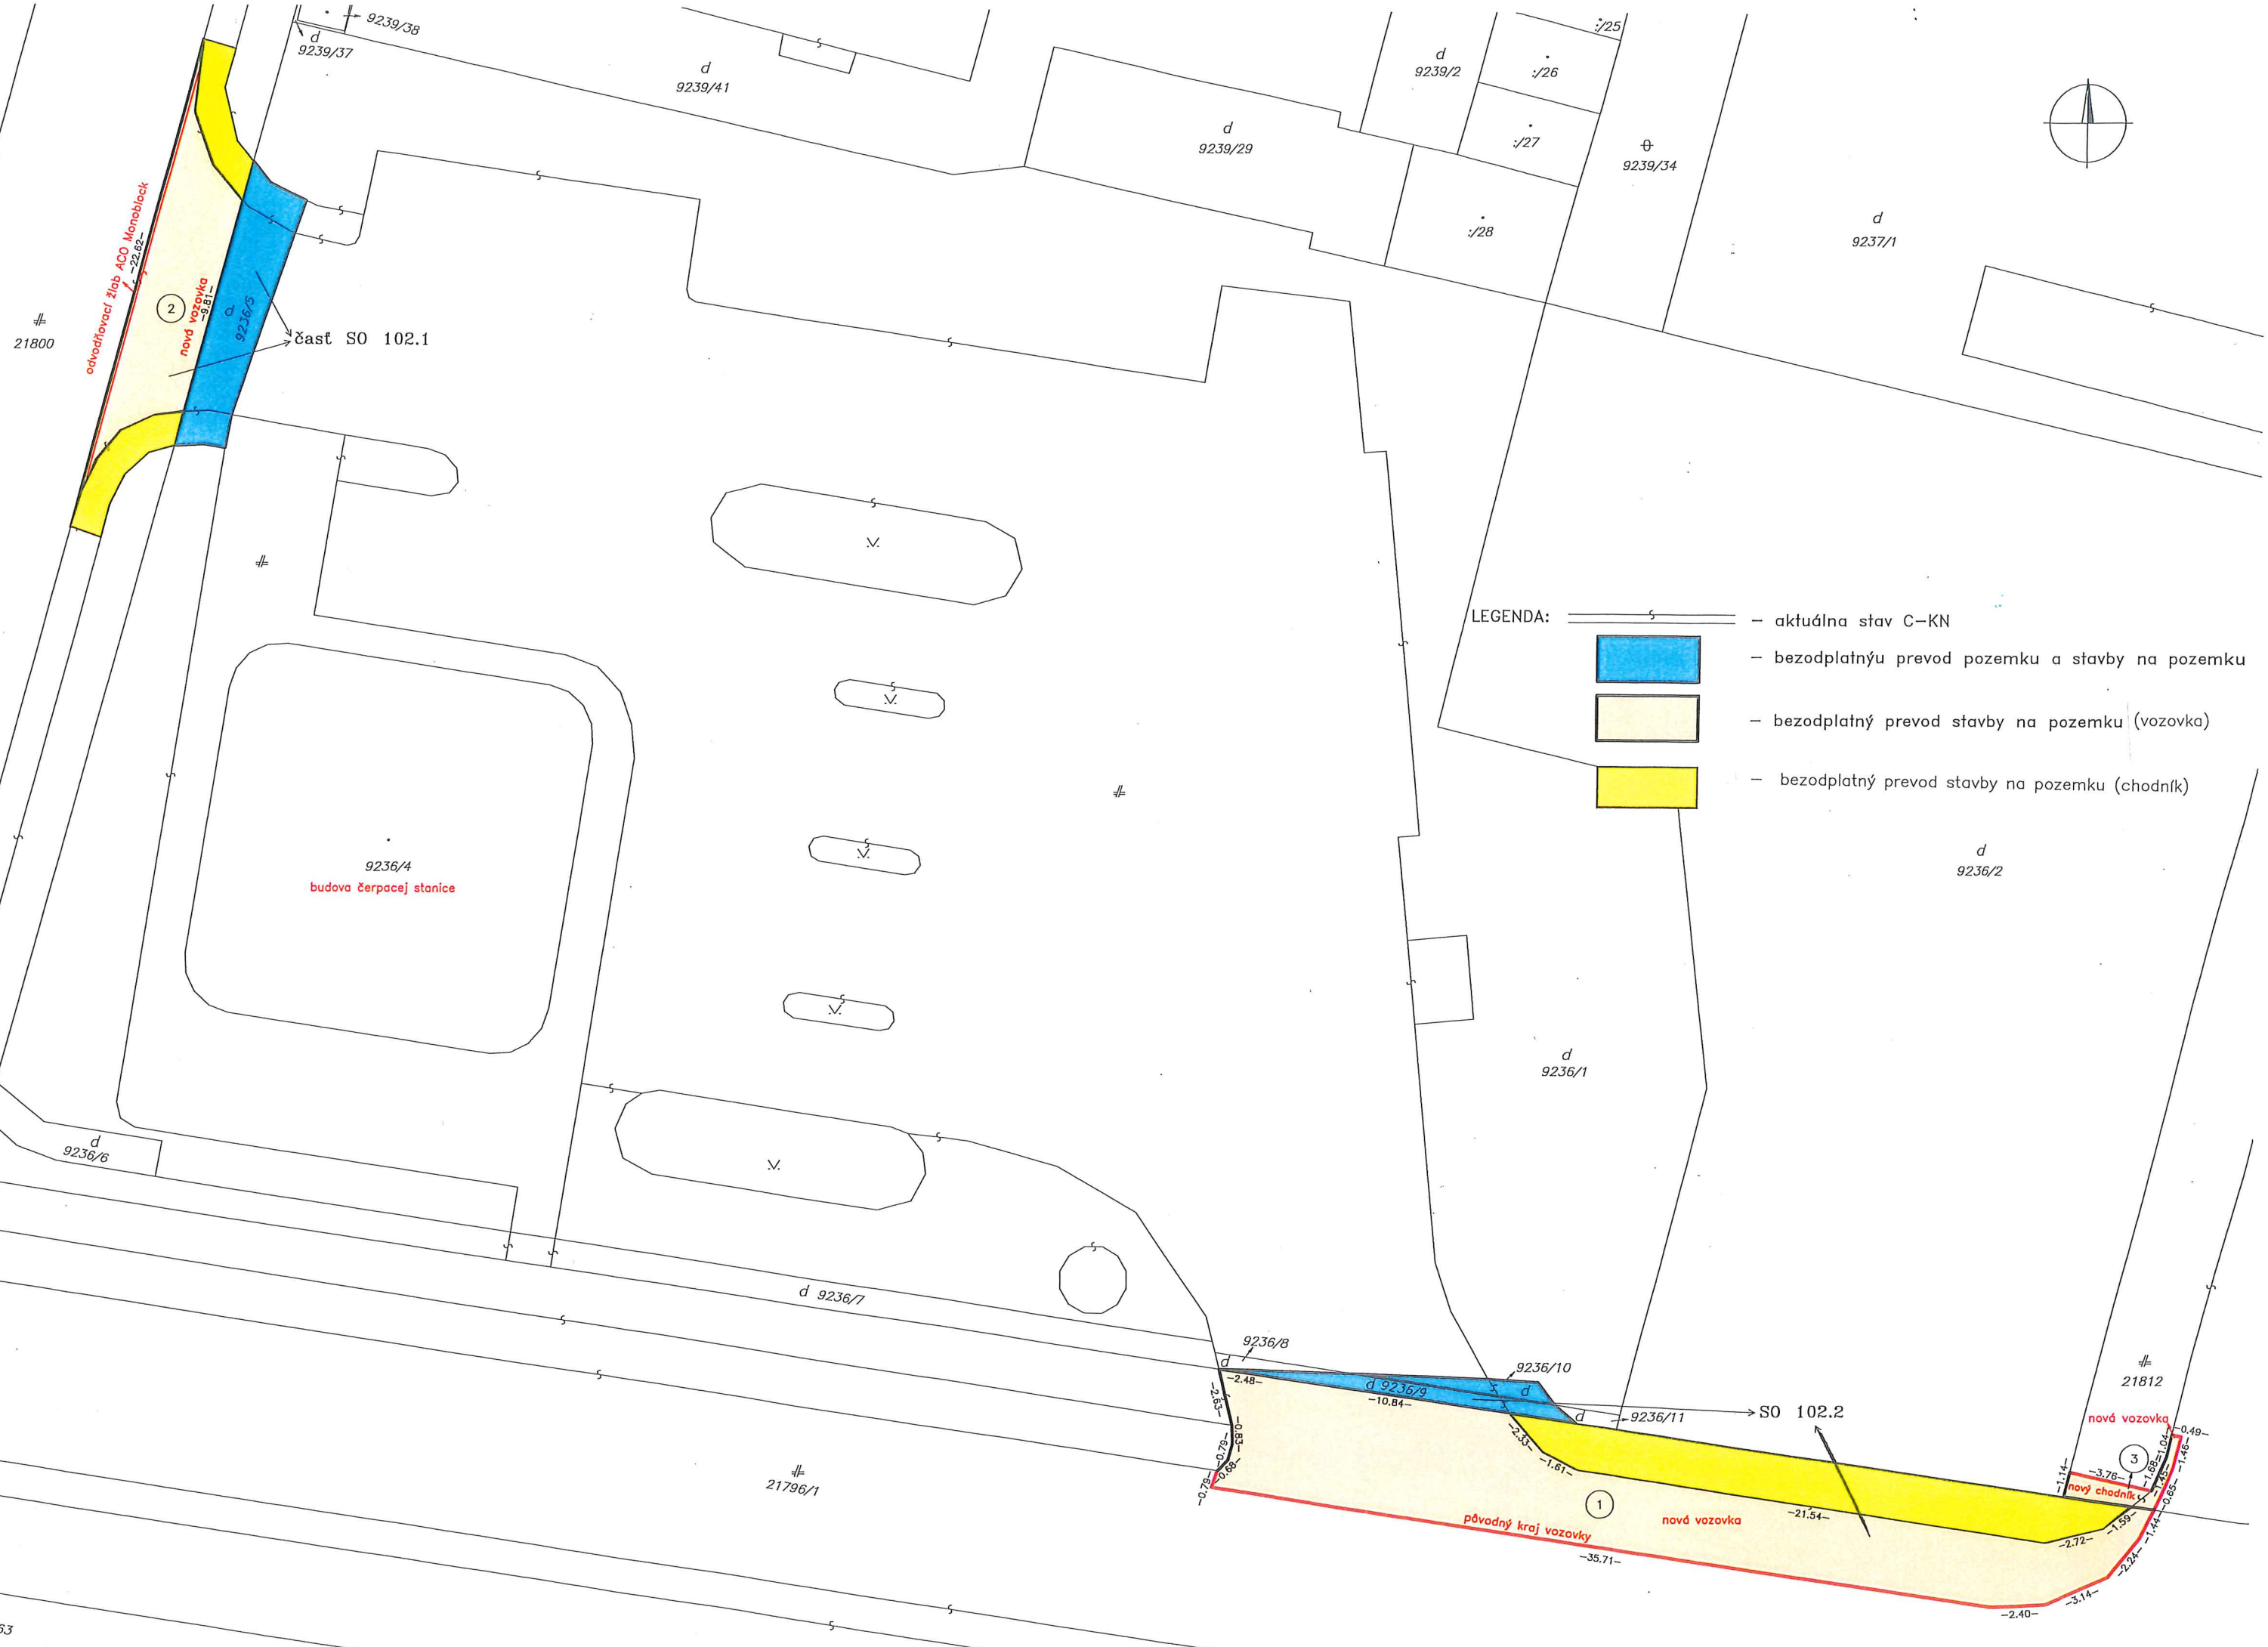 9239/38
d
9239/37
d
9239/41
d
9239/29
d
9239/2
:/25
:/26
:/27
:/28
9239/34
d
9237/1
21800
odvodňovací žlab ACO Monoblock
-22.62-
2
nová vozovka
-9.81-
d
9236/5
časť SO 102.1
LEGENDA:
- aktuálna stav C-KN
- bezodplatnýu prevod pozemku a stavby na pozemku
- bezodplatný prevod stavby na pozemku (vozovka)
- bezodplatný prevod stavby na pozemku (chodník)
d
9236/2
9236/4
budova čerpacej stanice
d
9236/1
d
9236/6
d 9236/7
9236/8
d
-2.48-
d 9236/9
-10.84-
9236/10
d
d
9236/11
SO 102.2
21812
nová vozovka
-0.49-
-1.04-
-1.46-
3
-1.68-
-1.45-
-3.76-
-1.14-
nový chodník
-0.65-
-1.44-
-1.59-
-2.24-
-2.72-
-3.14-
-2.40-
-2.63-
-0.83-
-0.79-
-0.68-
-0.79-
-2.33-
-1.61-
1
nová vozovka
-21.54-
pôvodný kraj vozovky
-35.71-
21796/1
63